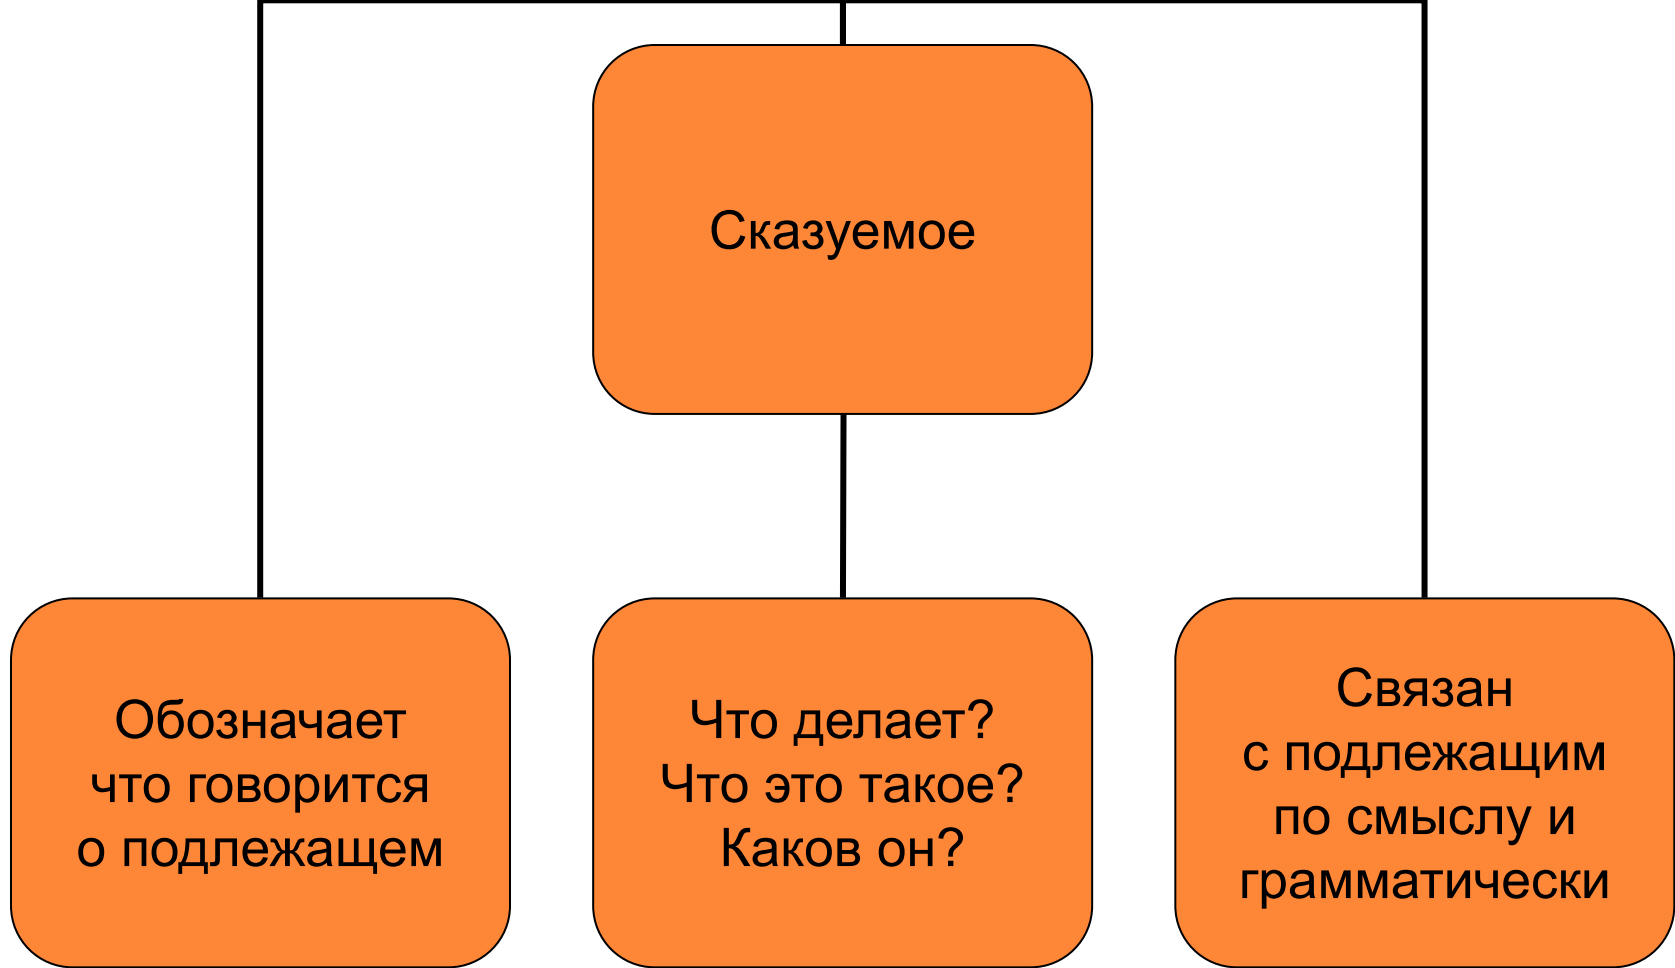 Сказуемое
Обозначает
что говорится
о подлежащем
Что делает?
Что это такое?
Каков он?
Связан
с подлежащим
по смыслу и
грамматически